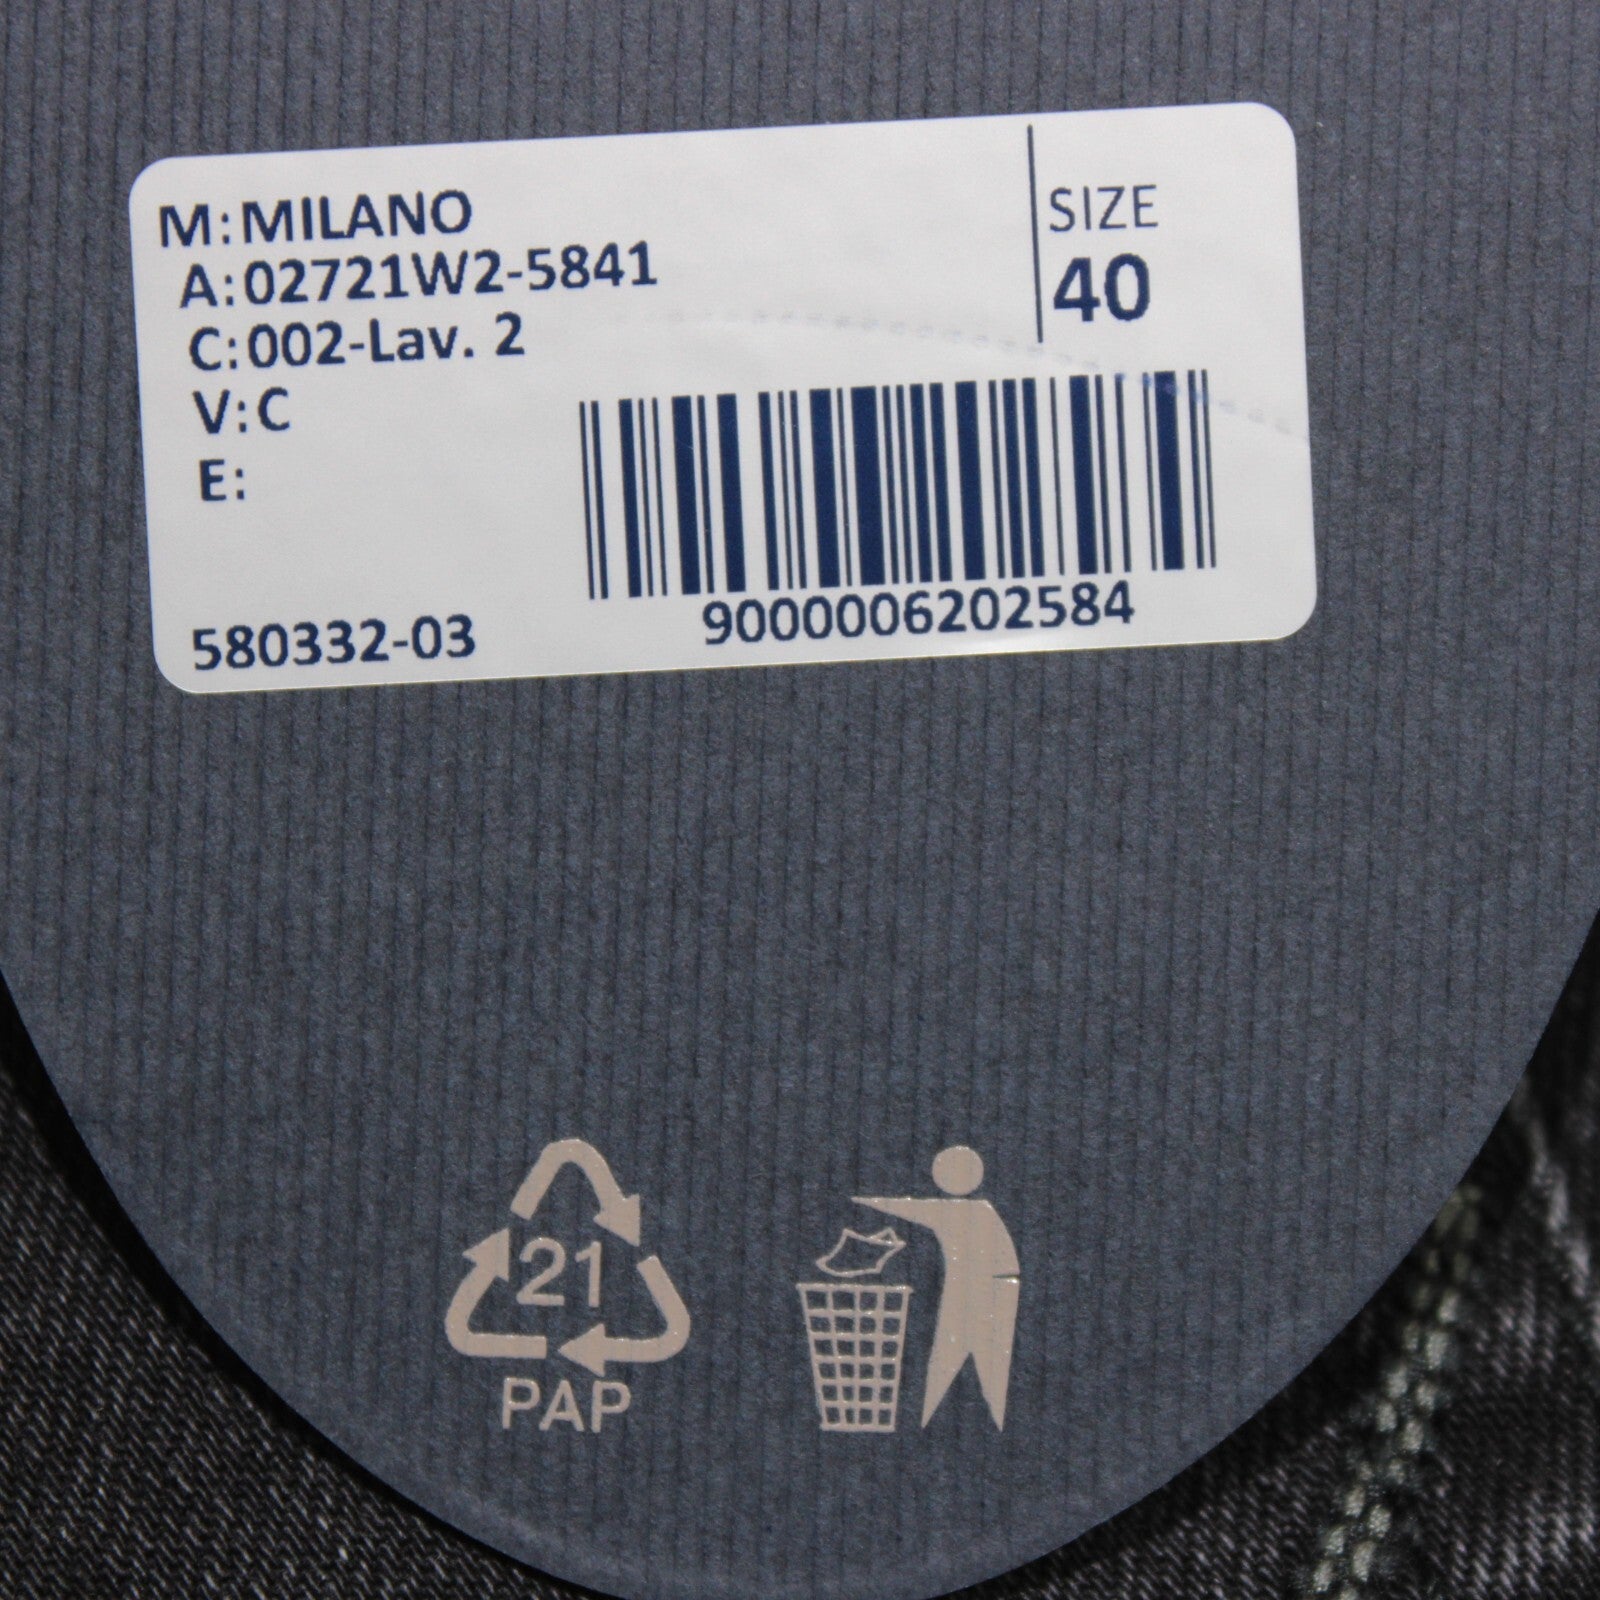 M:MILANO
A:02721W2-5841
C:002-Lav. 2
V:C
E:
580332-03
SIZE
40
9000006202584
21
PAP